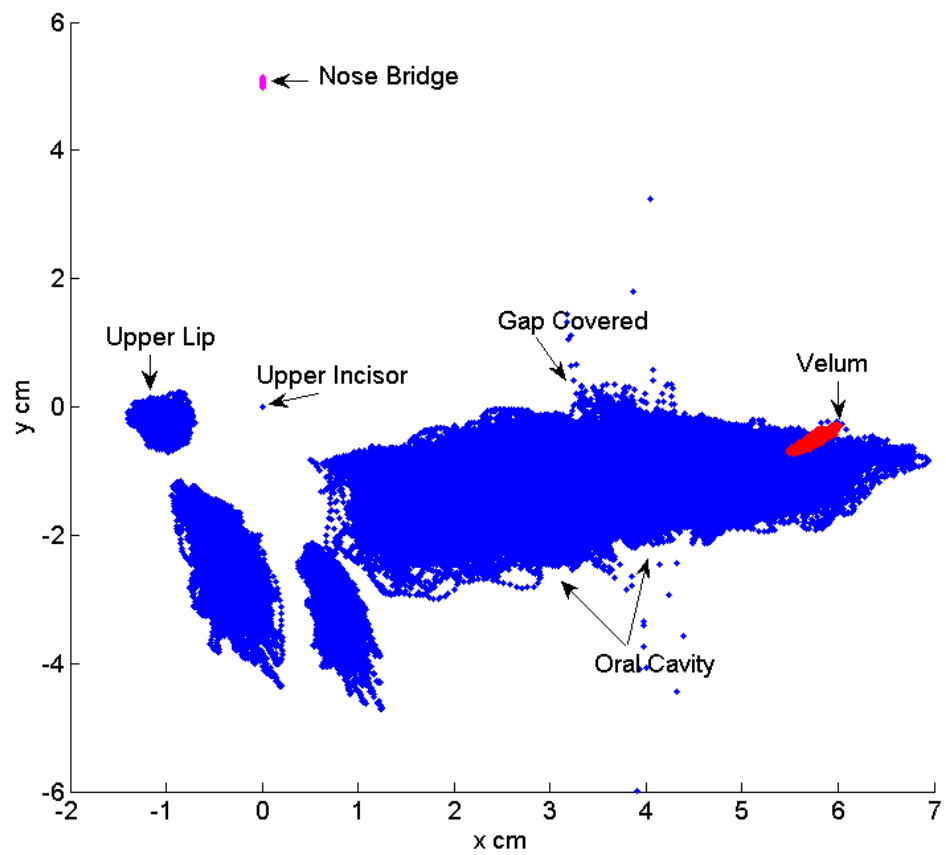 6
Nose Bridge
4
2
Gap Covered
Upper Lip
Velum
Upper Incisor
0
y cm
-2
-4
Oral Cavity
-6
-2 -1 0 1 2 3 4 5 6 7
x cm